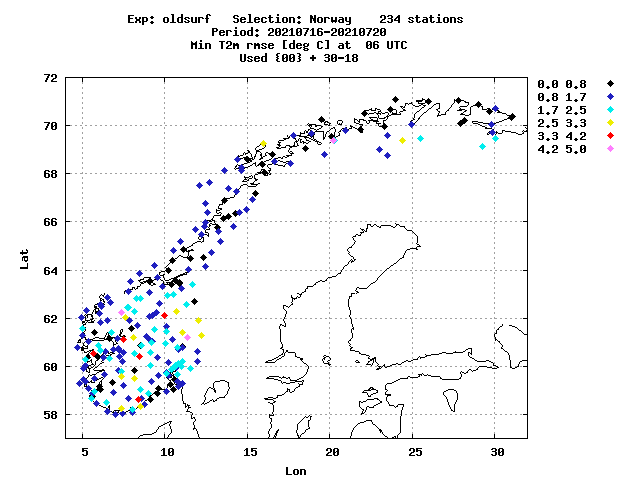 Exp: oldsurf   Selection: Norway    234 stations
Period: 20210716-20210720
Min T2m rmse [deg C] at  06 UTC
Used {00} + 30-18
72
70
68
66
64
62
60
58
Lat
5 10 15 20 25 30
Lon
0.0 0.8
0.8 1.7
1.7 2.5
2.5 3.3
3.3 4.2
4.2 5.0